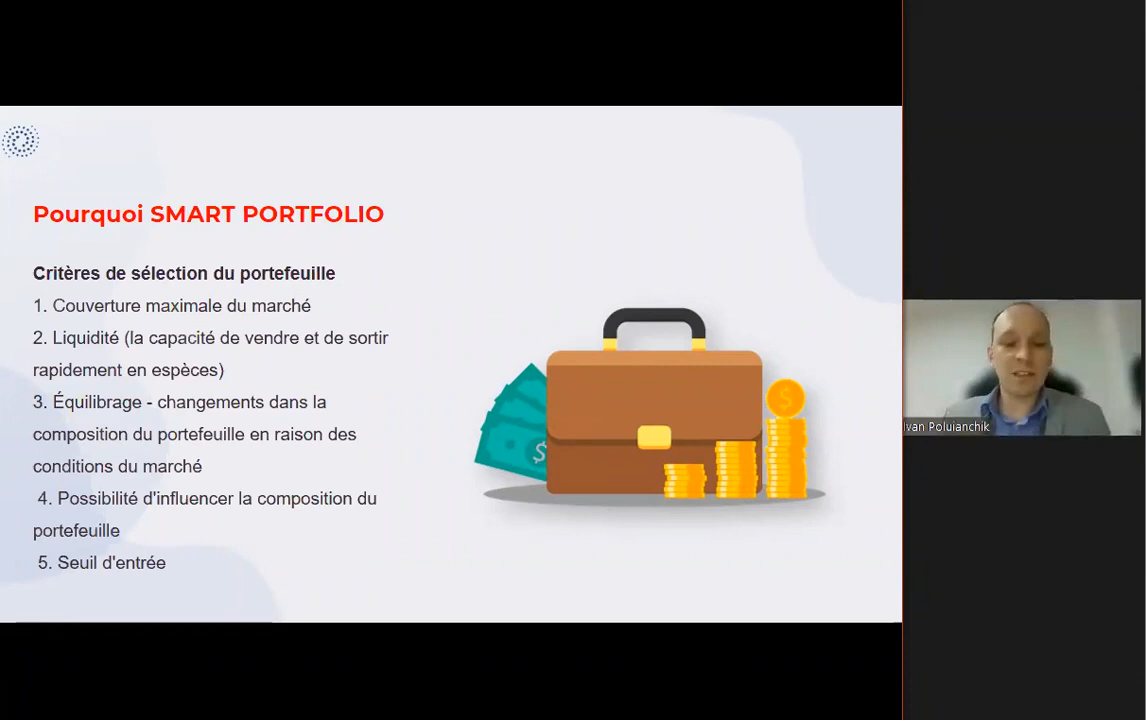 Pourquoi SMART PORTFOLIO
Critères de sélection du portefeuille
1. Couverture maximale du marché
2. Liquidité (la capacité de vendre et de sortir
rapidement en espèces)
3. Équilibrage - changements dans la
composition du portefeuille en raison des
conditions du marché
4. Possibilité d'influencer la composition du
portefeuille
5. Seuil d'entrée
$
$
Ivan Poluianchik